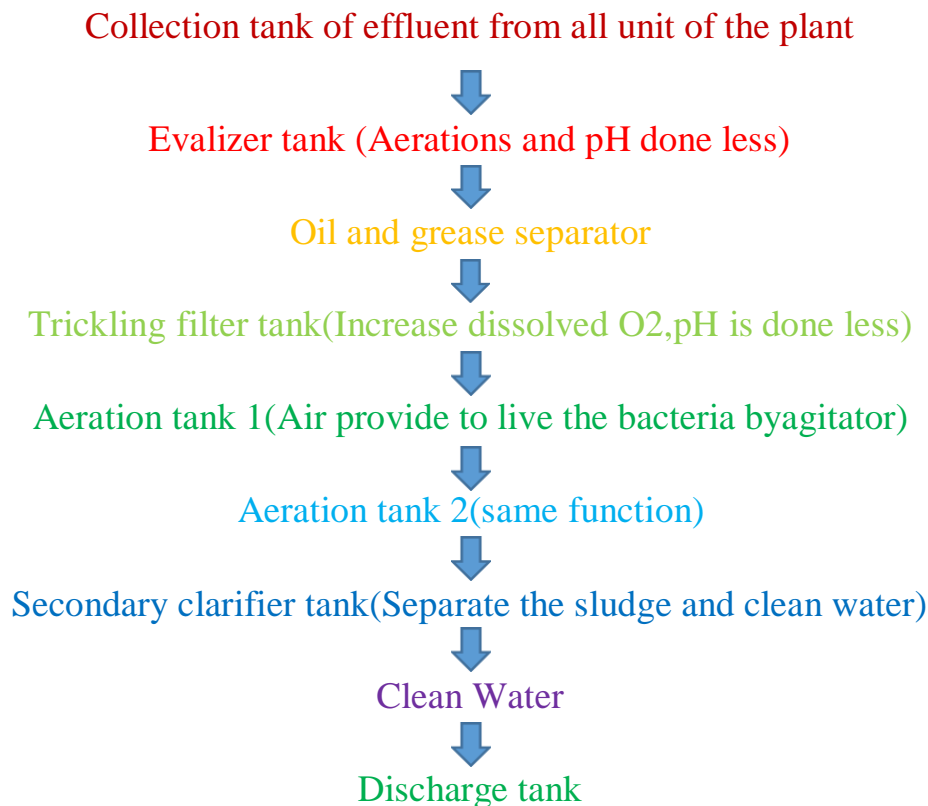 Collection tank of effluent from all unit of the plant
Evalizer tank (Aerations and pH done less)
Oil and grease separator
Trickling filter tank(Increase dissolved O2,pH is done less)
Aeration tank 1(Air provide to live the bacteria byagitator)
Aeration tank 2(same function)
Secondary clarifier tank(Separate the sludge and clean water)
Clean Water
Discharge tank